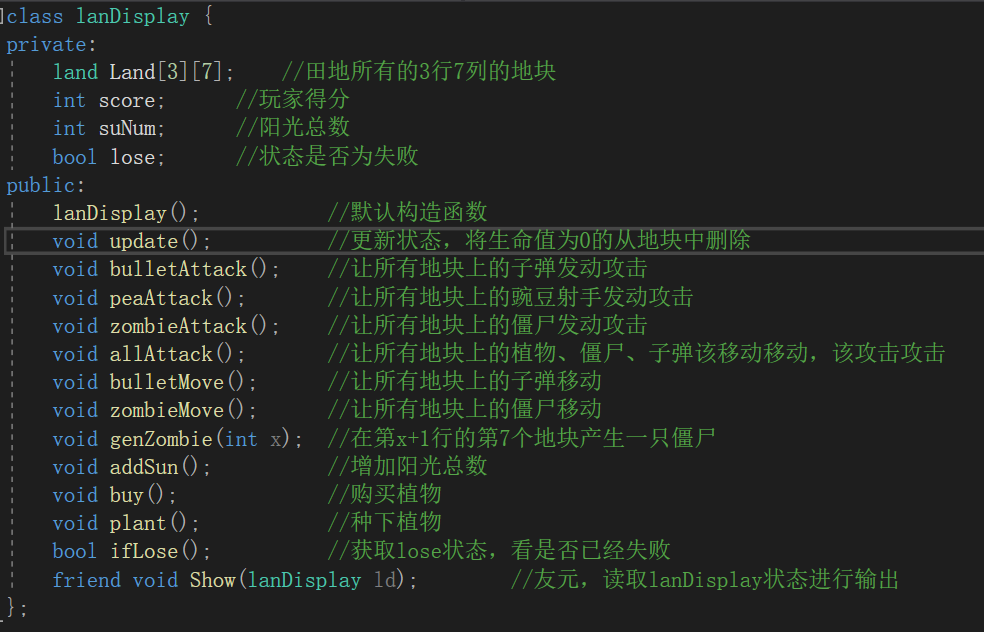 class lanDisplay {
private:
land Land[3][7];    //田地所有的3行7列的地块
int score;      //玩家得分
int suNum;      //阳光总数
bool lose;      //状态是否为失败
public:
lanDisplay();           //默认构造函数
void update();          //更新状态，将生命值为0的从地块中删除
void bulletAttack();    //让所有地块上的子弹发动攻击
void peaAttack();       //让所有地块上的豌豆射手发动攻击
void zombieAttack();    //让所有地块上的僵尸发动攻击
void allAttack();       //让所有地块上的植物、僵尸、子弹该移动移动，该攻击攻击
void bulletMove();      //让所有地块上的子弹移动
void zombieMove();      //让所有地块上的僵尸移动
void genZombie(int x);  //在第x+1行的第7个地块产生一只僵尸
void addSun();          //增加阳光总数
void buy();             //购买植物
void plant();           //种下植物
bool ifLose();          //获取lose状态，看是否已经失败
friend void Show(lanDisplay ld);        //友元，读取lanDisplay状态进行输出
};